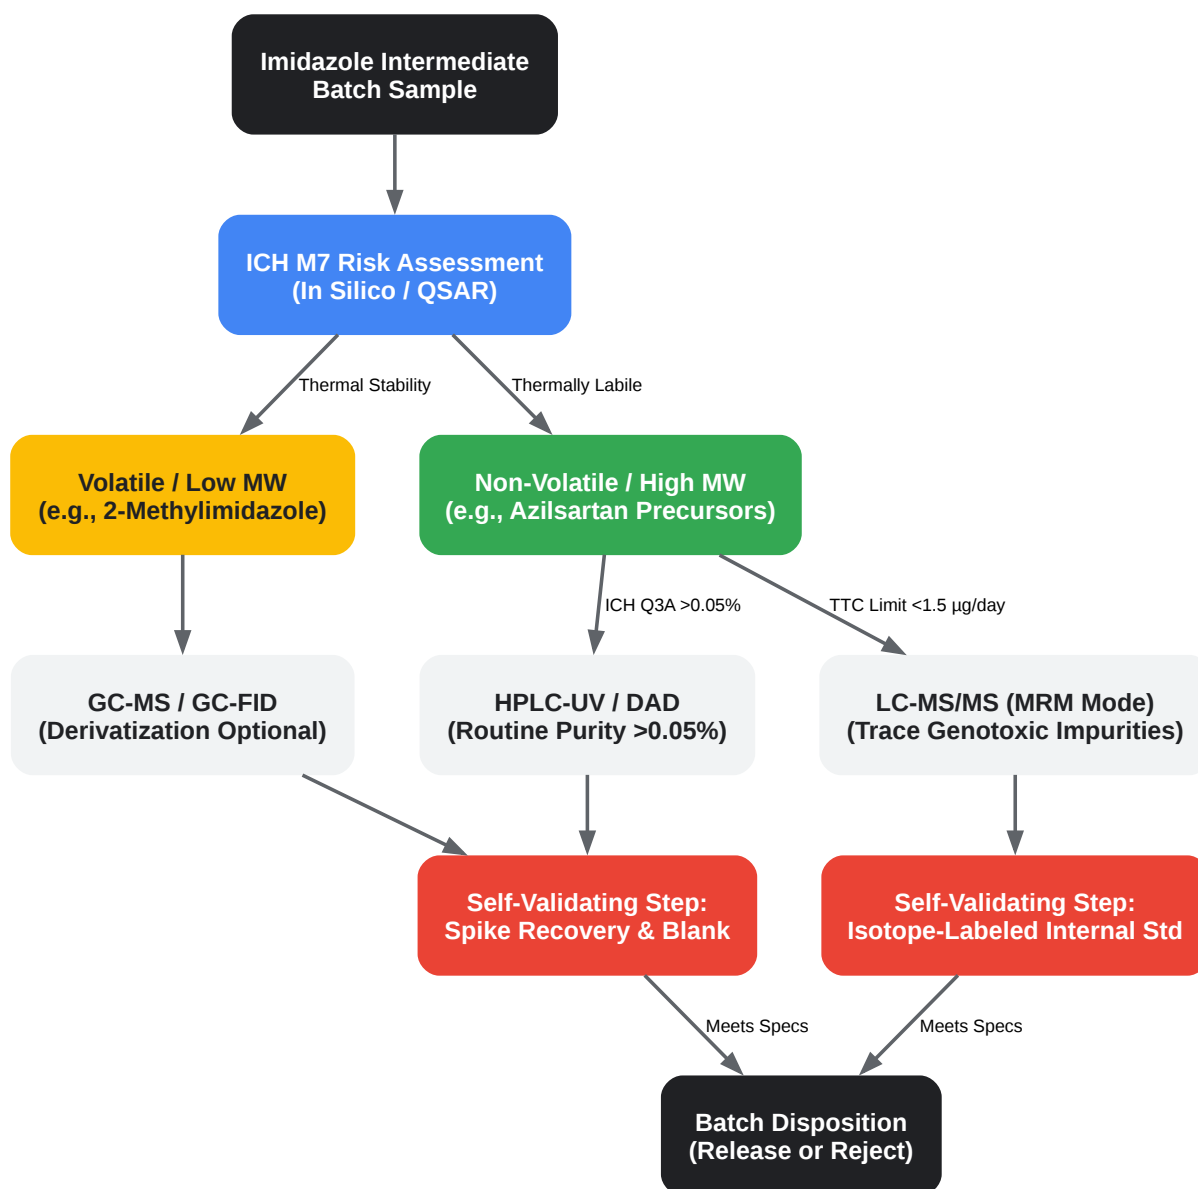 Imidazole Intermediate
Batch Sample
ICH M7 Risk Assessment
(In Silico / QSAR)
Thermal Stability
Thermally Labile
Volatile / Low MW
(e.g., 2-Methylimidazole)
Non-Volatile / High MW
(e.g., Azilsartan Precursors)
ICH Q3A >0.05%
TTC Limit <1.5 µg/day
GC-MS / GC-FID
(Derivatization Optional)
HPLC-UV / DAD
(Routine Purity >0.05%)
LC-MS/MS (MRM Mode)
(Trace Genotoxic Impurities)
Self-Validating Step:
Spike Recovery & Blank
Self-Validating Step:
Isotope-Labeled Internal Std
Meets Specs
Meets Specs
Batch Disposition
(Release or Reject)